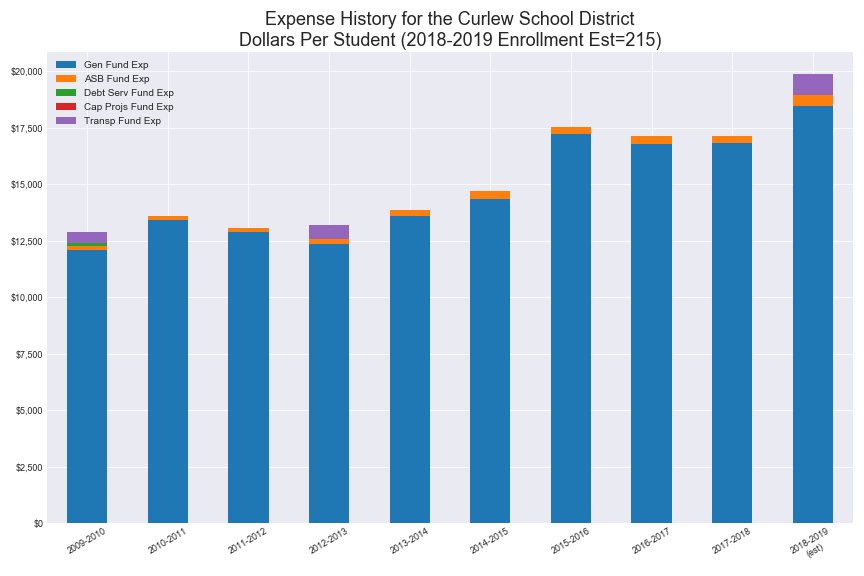 Expense History for the Curlew School District
Dollars Per Student (2018-2019 Enrollment Est=215)
Gen Fund Exp
ASB Fund Exp
Debt Serv Fund Exp
Cap Projs Fund Exp
Transp Fund Exp
$20,000
$17,500
$15,000
$12,500
$10,000
$7,500
$5,000
$2,500
$0
2009-2010
2010-2011
2011-2012
2012-2013
2013-2014
2014-2015
2015-2016
2016-2017
2017-2018
2018-2019
(est)